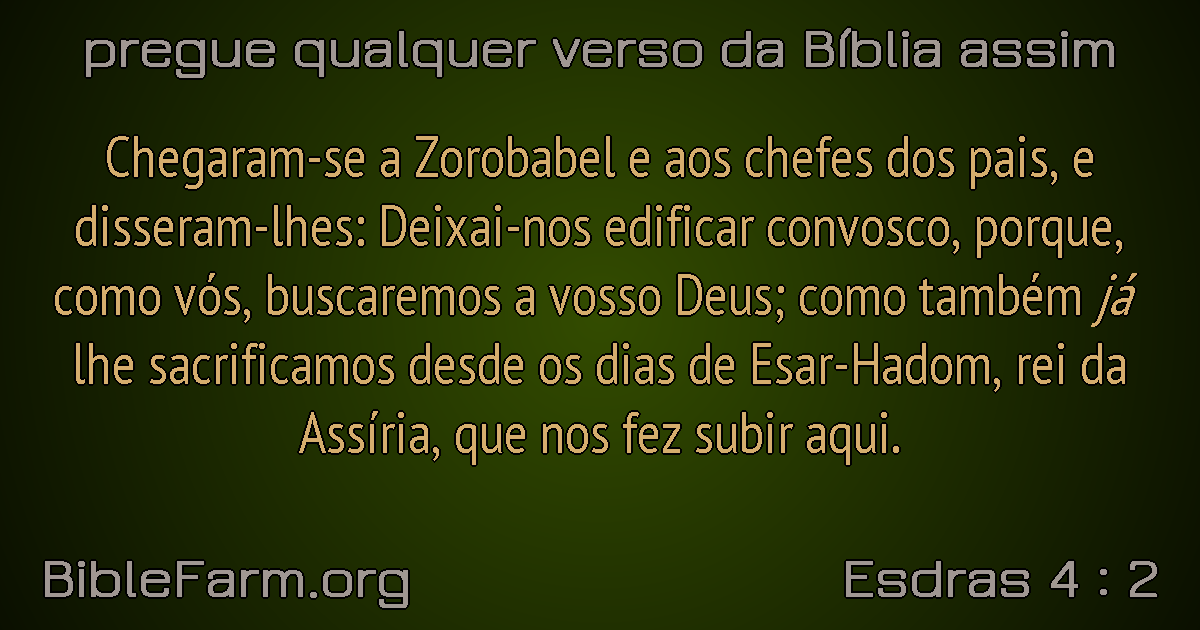 pregue qualquer verso da Bíblia assim
Chegaram-se a Zorobabel e aos chefes dos pais, e
disseram-lhes: Deixai-nos edificar convosco, porque,
como vós, buscaremos a vosso Deus; como também já
lhe sacrificamos desde os dias de Esar-Hadom, rei da
Assíria, que nos fez subir aqui.
BibleFarm.org
Esdras 4 : 2